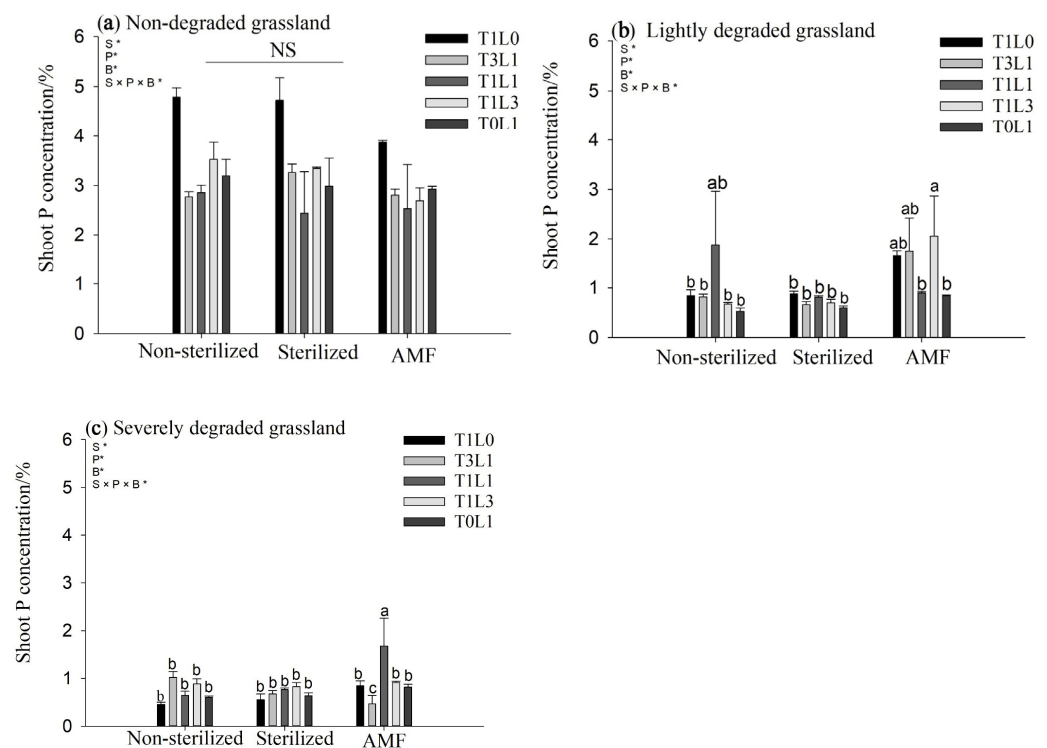 (a) Non-degraded grassland
S *
P*
B*
S × P × B *
NS
T1L0
T3L1
T1L1
T1L3
T0L1
Shoot P concentration/%
6
5
4
3
2
1
0
Non-sterilized Sterilized AMF
(b) Lightly degraded grassland
S *
P*
B*
S × P × B *
T1L0
T3L1
T1L1
T1L3
T0L1
Shoot P concentration/%
6
5
4
3
2
1
0
b b ab b b b b b b b ab ab b a b
Non-sterilized Sterilized AMF
(c) Severely degraded grassland
S *
P*
B*
S × P × B *
T1L0
T3L1
T1L1
T1L3
T0L1
Shoot P concentration/%
6
5
4
3
2
1
0
b b b b b b b b b b b c a b b
Non-sterilized Sterilized AMF